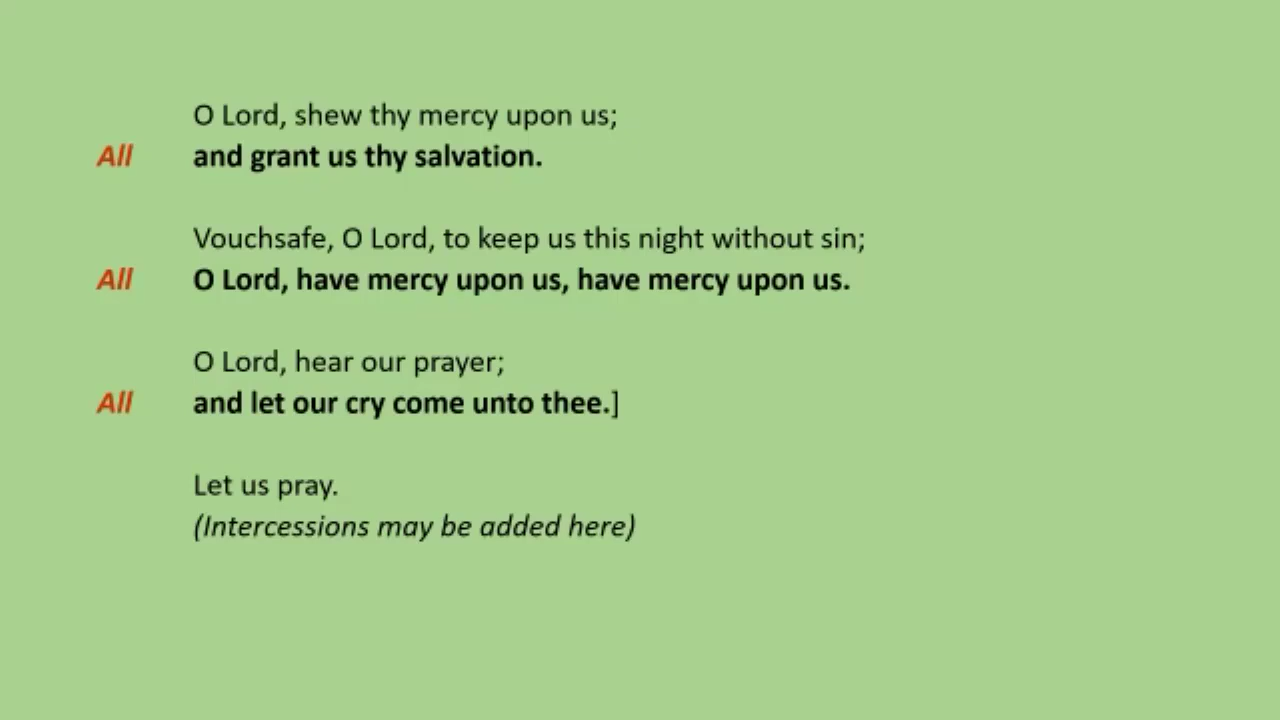 O Lord, shew thy mercy upon us;
All and grant us thy salvation.
Vouchsafe, O Lord, to keep us this night without sin;
All O Lord, have mercy upon us, have mercy upon us.
O Lord, hear our prayer;
All and let our cry come unto thee.]
Let us pray.
(Intercessions may be added here)